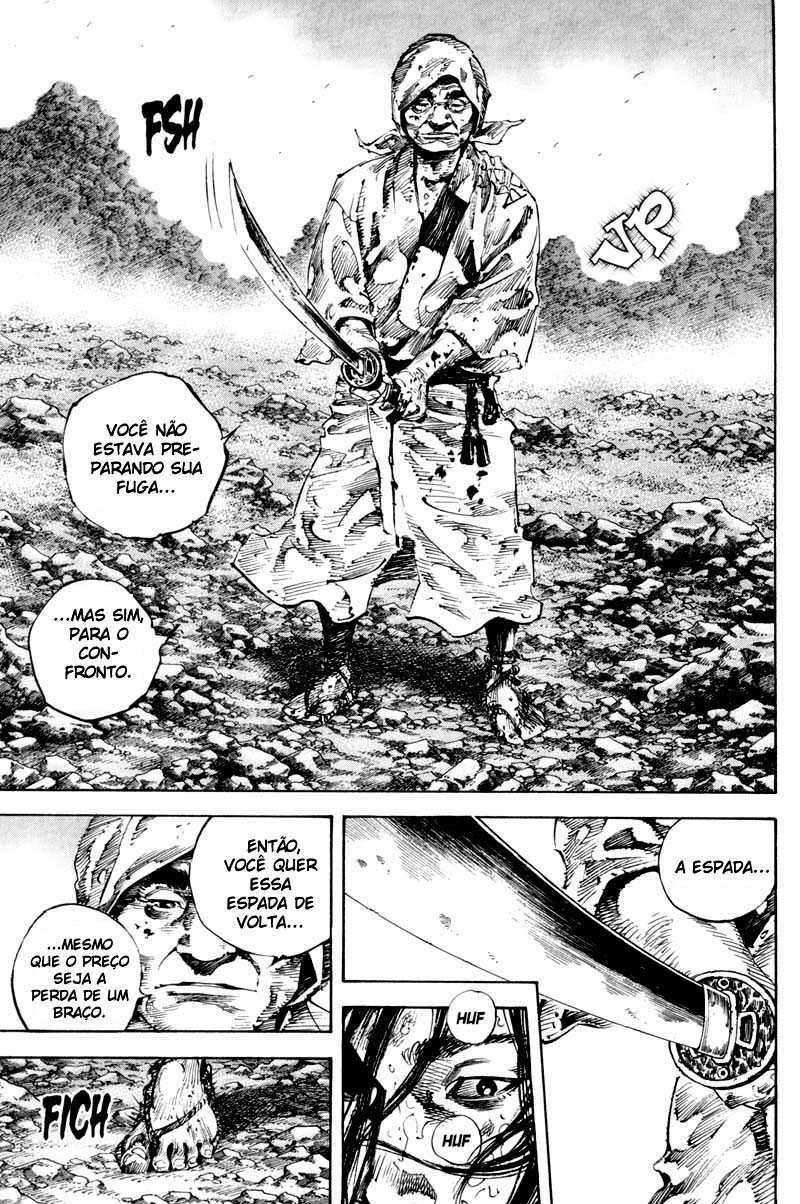 VP
FSH
VOCÊ NÃO
ESTAVA PRE-
PARANDO SUA
FUGA...
...MAS SIM,
PARA O
CON-
FRONTO.
A ESPADA...
HUF
HUF
ENTÃO,
VOCÊ QUER
ESSA
ESPADA DE
VOLTA...
...MESMO
QUE O PREÇO
SEJA A
PERDA DE UM
BRAÇO.
FICH